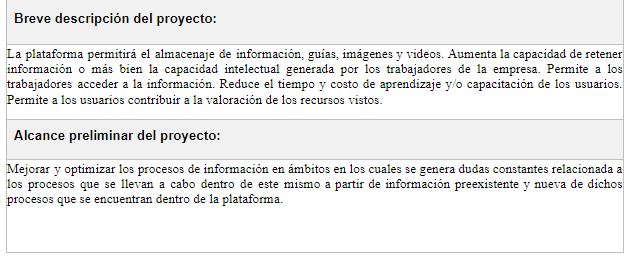 Breve descripción del proyecto:
La plataforma permitirá el almacenaje de información, guías, imágenes y videos. Aumenta la capacidad de retener
información o más bien la capacidad intelectual generada por los trabajadores de la empresa. Permite a los
trabajadores acceder a la información. Reduce el tiempo y costo de aprendizaje y/o capacitación de los usuarios.
Permite a los usuarios contribuir a la valoración de los recursos vistos.
Alcance preliminar del proyecto:
Mejorar y optimizar los procesos de información en ámbitos en los cuales se genera dudas constantes relacionada a
los procesos que se llevan a cabo dentro de este mismo a partir de información preexistente y nueva de dichos
procesos que se encuentran dentro de la plataforma.